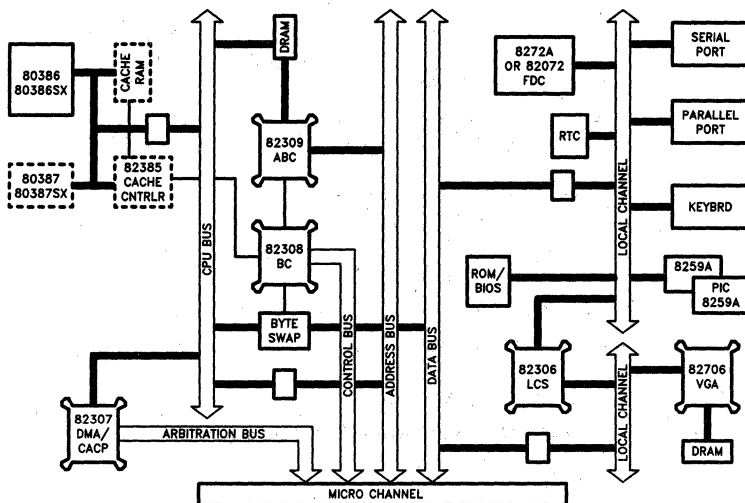 80386
80386SX
CACHE
RAM
DRAM
8272A
OR 82072
FDC
SERIAL
PORT
82309
ABC
RTC
PARALLEL
PORT
80387
80387SX
82385
CACHE
CNTRLR
CPU BUS
82308
BC
LOCAL CHANNEL
KEYBRD
ROM/
BIOS
8259A
PIC
8259A
BYTE
SWAP
CONTROL BUS
ADDRESS BUS
DATA BUS
82306
LCS
LOCAL CHANNEL
82706
VGA
82307
DMA/
CACP
ARBITRATION BUS
DRAM
MICRO CHANNEL